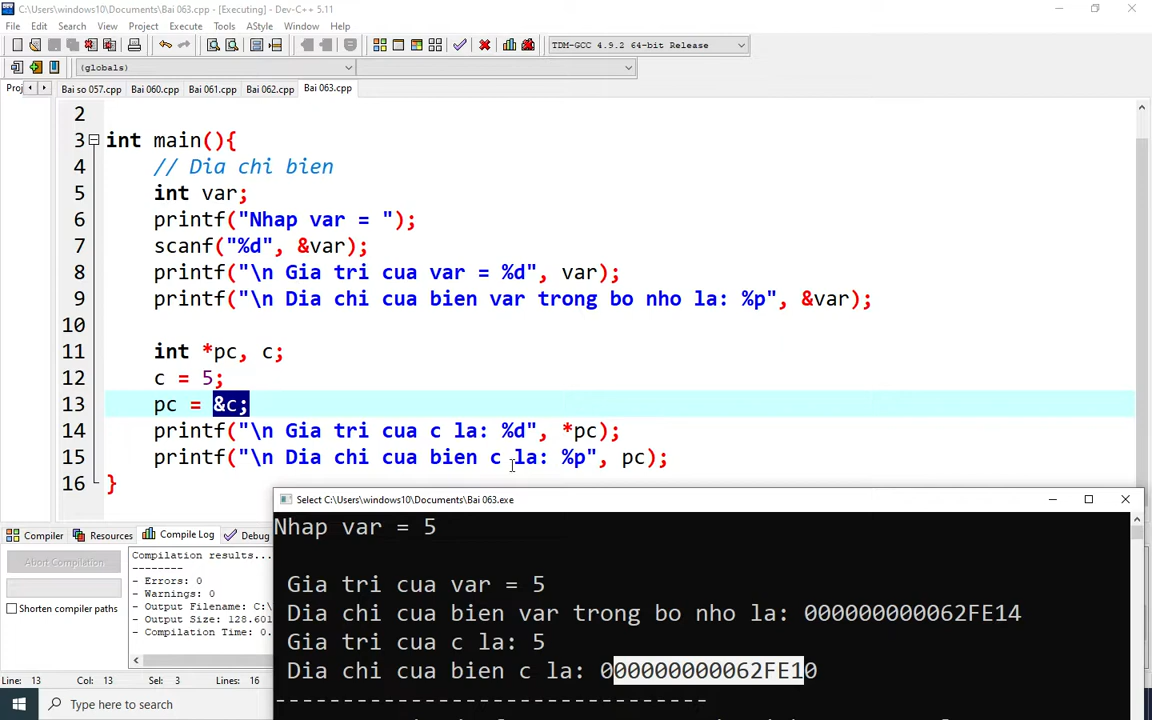 C:\Users\windows10\Documents\Bai 063.cpp - [Executing] - Dev-C++ 5.11
File Edit Search View Project Execute Tools AStyle Window Help
TDM-GCC 4.9.2 64-bit Release
(globals)
Proj Bai so 057.cpp Bai 060.cpp Bai 061.cpp Bai 062.cpp Bai 063.cpp
2
3 int main(){
4 // Dia chi bien
5 int var;
6 printf("Nhap var = ");
7 scanf("%d", &var);
8 printf("\n Gia tri cua var = %d", var);
9 printf("\n Dia chi cua bien var trong bo nho la: %p", &var);
10
11 int *pc, c;
12 c = 5;
13 pc = &c;
14 printf("\n Gia tri cua c la: %d", *pc);
15 printf("\n Dia chi cua bien c la: %p", pc);
16 }
Compiler Resources Compile Log Debug
Abort Compilation
Shorten compiler paths
Compilation results...
--------
- Errors: 0
- Warnings: 0
- Output Filename: C:\
- Output Size: 128.601
- Compilation Time: 0.
Select C:\Users\windows10\Documents\Bai 063.exe
Nhap var = 5
Gia tri cua var = 5
Dia chi cua bien var trong bo nho la: 000000000062FE14
Gia tri cua c la: 5
Dia chi cua bien c la: 000000000062FE10
--------------------------------
Line: 13 Col: 13 Sel: 3 Lines: 16
Type here to search